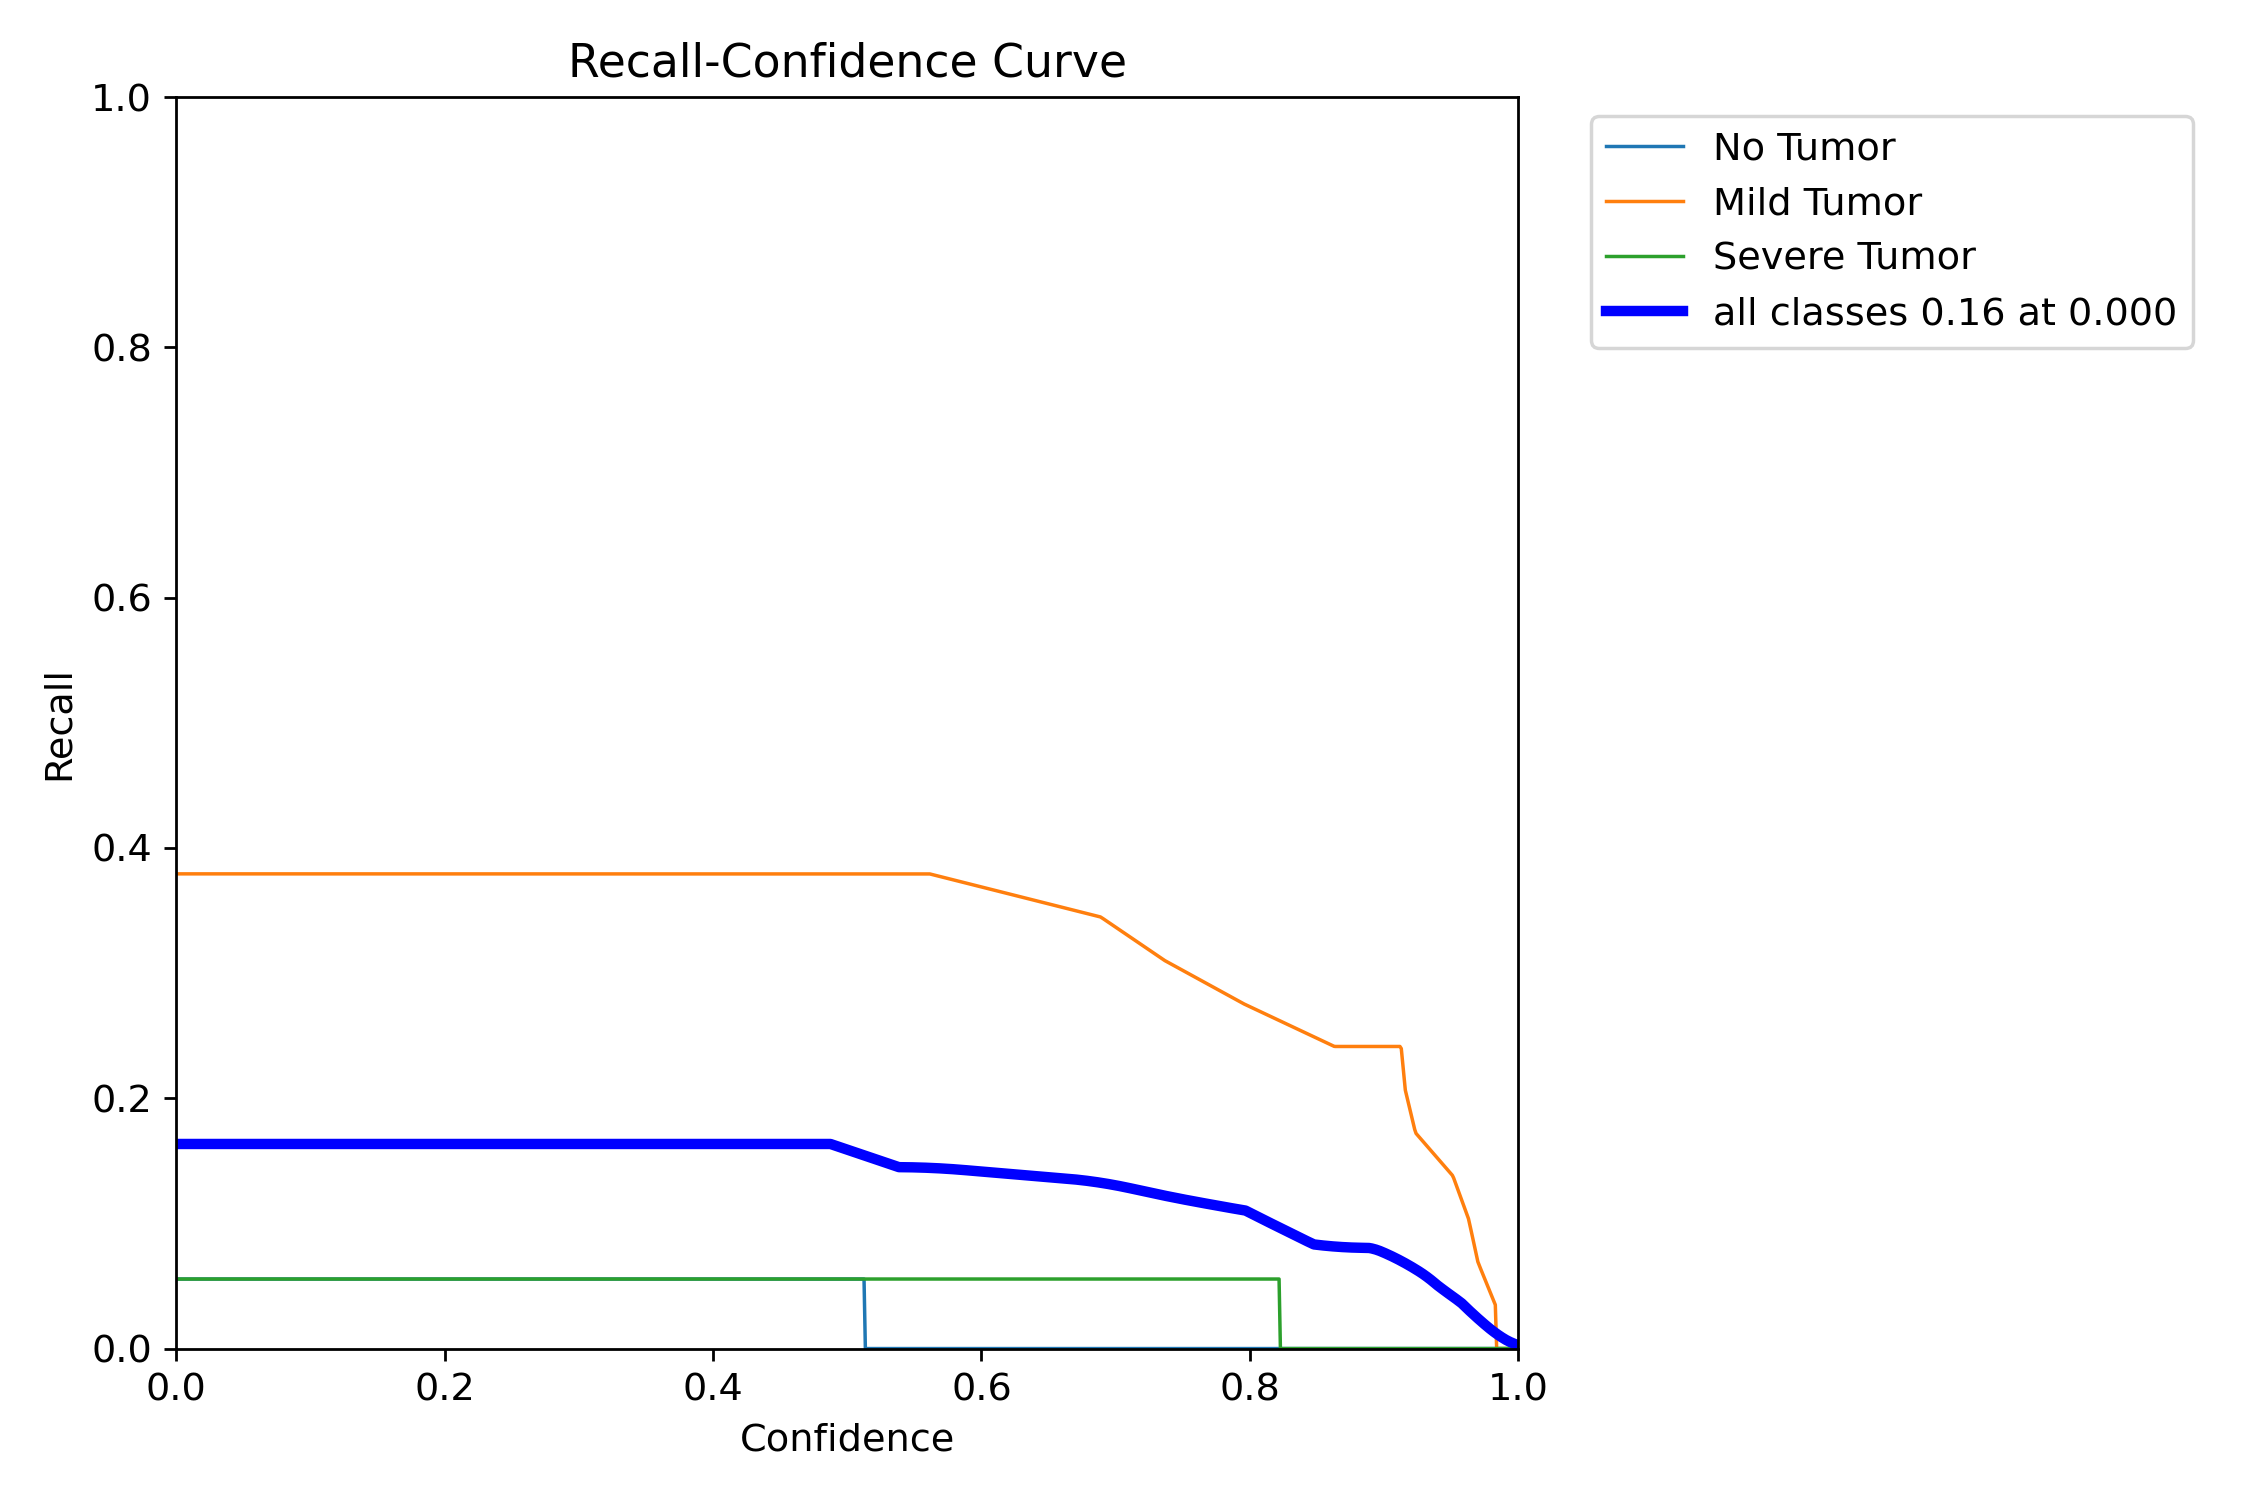 Recall-Confidence Curve
1.0
0.8
0.6
0.4
0.2
0.0
Recall
0.0 0.2 0.4 0.6 0.8 1.0
Confidence
No Tumor
Mild Tumor
Severe Tumor
all classes 0.16 at 0.000